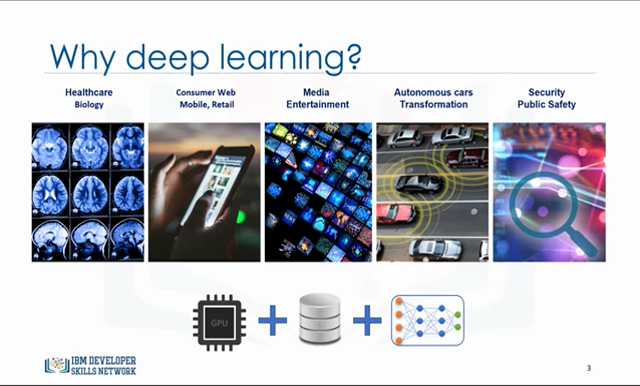 Why deep learning?
Healthcare
Biology
Consumer Web
Mobile, Retail
Media
Entertainment
Autonomous cars
Transformation
Security
Public Safety
GPU
IBM DEVELOPER
SKILLS NETWORK
3